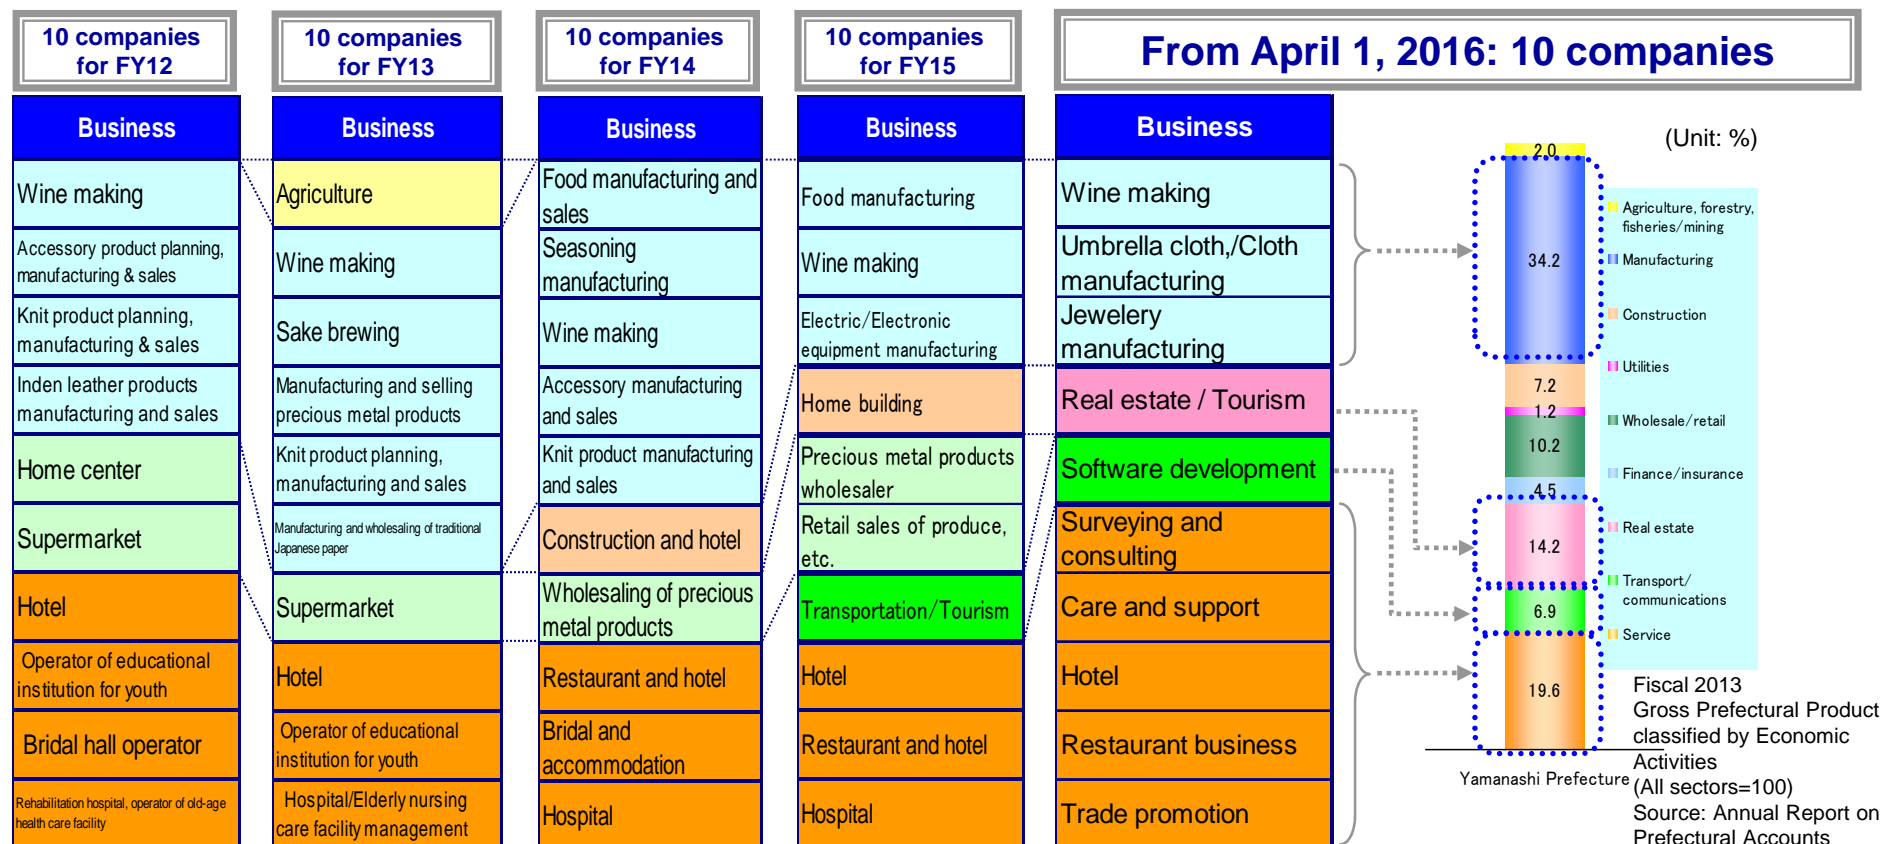 10 companies
for FY12
Business
Wine making
Accessory product planning,
manufacturing & sales
Knit product planning,
manufacturing & sales
Inden leather products
manufacturing and sales
Home center
Supermarket
Hotel
Operator of educational
institution for youth
Bridal hall operator
Rehabilitation hospital, operator of old-age
health care facility
10 companies
for FY13
Business
Agriculture
Wine making
Sake brewing
Manufacturing and selling
precious metal products
Knit product planning,
manufacturing and sales
Manufacturing and wholesaling of traditional
Japanese paper
Supermarket
Hotel
Operator of educational
institution for youth
Hospital/Elderly nursing
care facility management
10 companies
for FY14
Business
Food manufacturing and
sales
Seasoning
manufacturing
Wine making
Accessory manufacturing
and sales
Knit product manufacturing
and sales
Construction and hotel
Wholesaling of precious
metal products
Restaurant and hotel
Bridal and
accommodation
Hospital
10 companies
for FY15
Business
Food manufacturing
Wine making
Electric/Electronic
equipment manufacturing
Home building
Precious metal products
wholesaler
Retail sales of produce,
etc.
Transportation/Tourism
Hotel
Restaurant and hotel
Hospital
From April 1, 2016: 10 companies
Business
Wine making
Umbrella cloth,/Cloth
manufacturing
Jewelery
manufacturing
Real estate / Tourism
Software development
Surveying and
consulting
Care and support
Hotel
Restaurant business
Trade promotion
(Unit: %)
2.0
34.2
7.2
1.2
10.2
4.5
14.2
6.9
19.6
Yamanashi Prefecture
Agriculture, forestry,
fisheries/mining
Manufacturing
Construction
Utilities
Wholesale/retail
Finance/insurance
Real estate
Transport/
communications
Service
Fiscal 2013
Gross Prefectural Product
classified by Economic
Activities
(All sectors=100)
Source: Annual Report on
Prefectural Accounts